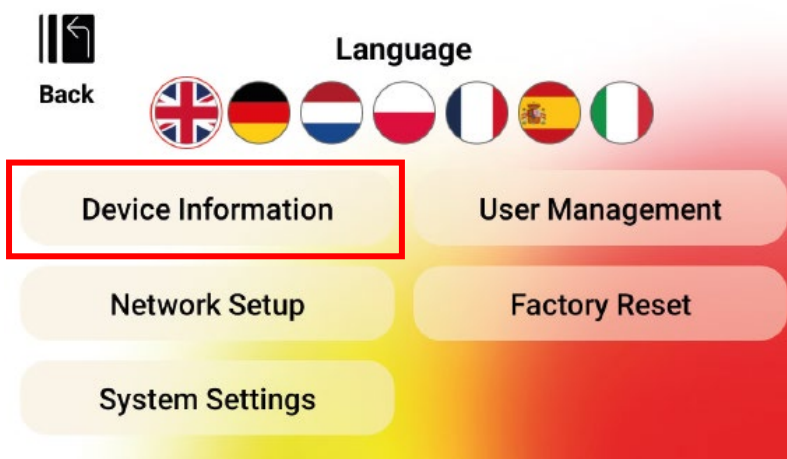 Language
Back
Device Information
User Management
Network Setup
Factory Reset
System Settings